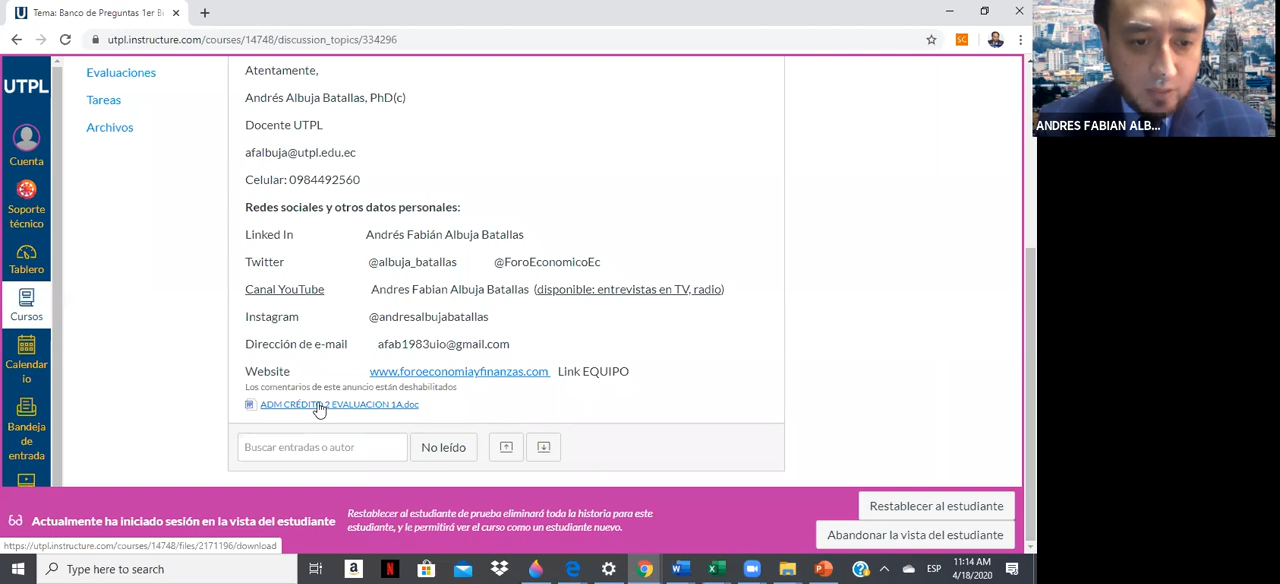 Tema: Banco de Preguntas 1er B
utpl.instructure.com/courses/14748/discussion_topics/334296
SC
UTPL
Cuenta
Soporte
técnico
Tablero
Cursos
Calendar
io
Bandeja
de
entrada
Evaluaciones
Tareas
Archivos
Atentamente,
Andrés Albuja Batallas, PhD(c)
Docente UTPL
afalbuja@utpl.edu.ec
Celular: 0984492560
Redes sociales y otros datos personales:
Linked In Andrés Fabián Albuja Batallas
Twitter @albuja_batallas @ForoEconomicoEc
Canal YouTube Andres Fabian Albuja Batallas (disponible: entrevistas en TV, radio)
Instagram @andresalbujabatallas
Dirección de e-mail afab1983uio@gmail.com
Website www.foroeconomiayfinanzas.com Link EQUIPO
Los comentarios de este anuncio están deshabilitados
ADM CRÉDITO 2 EVALUACION 1A.doc
Buscar entradas o autor No leído
ANDRES FABIAN ALB...
Actualmente ha iniciado sesión en la vista del estudiante
Restablecer al estudiante de prueba eliminará toda la historia para este
estudiante, y le permitirá ver el curso como un estudiante nuevo.
Restablecer al estudiante
Abandonar la vista del estudiante
https://utpl.instructure.com/courses/14748/files/2171196/download
Type here to search
ESP
11:14 AM
4/18/2020